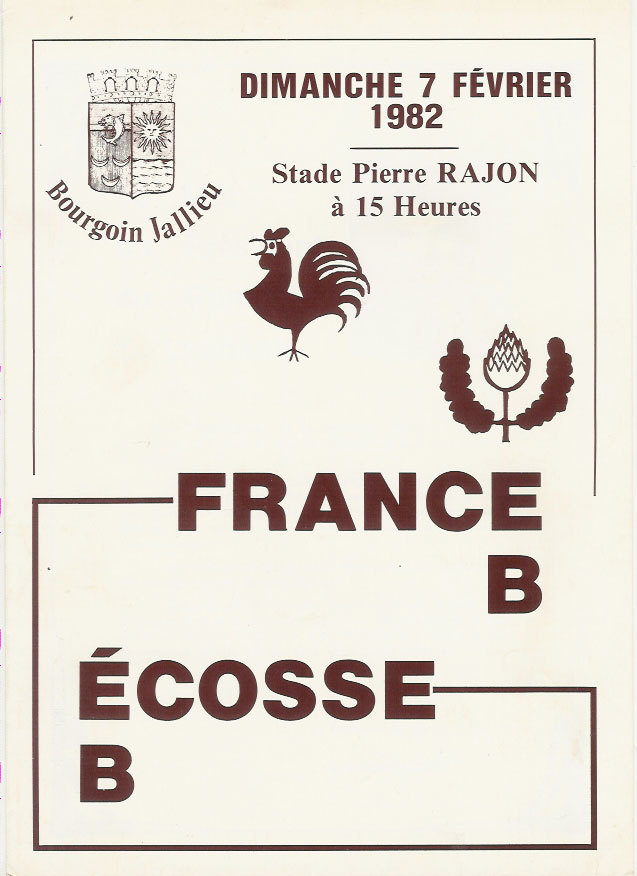 DIMANCHE 7 FÉVRIER
1982
Bourgoin Jallieu
Stade Pierre RAJON
à 15 Heures
FRANCE
B
ÉCOSSE
B